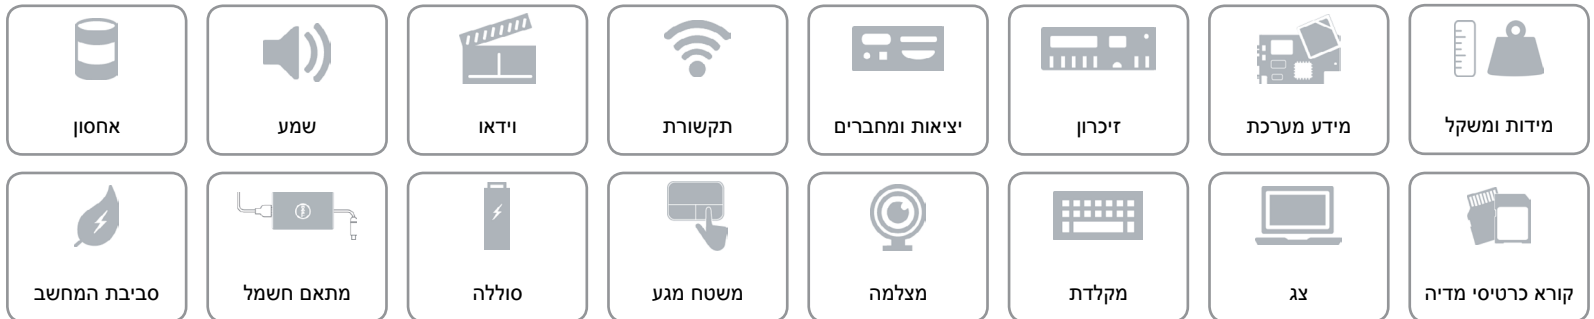 מידות ומשקל
מידע מערכת
זיכרון
יציאות ומחברים
תקשורת
וידאו
שמע
אחסון
קורא כרטיסי מדיה
צג
מקלדת
מצלמה
משטח מגע
סוללה
מתאם חשמל
סביבת המחשב